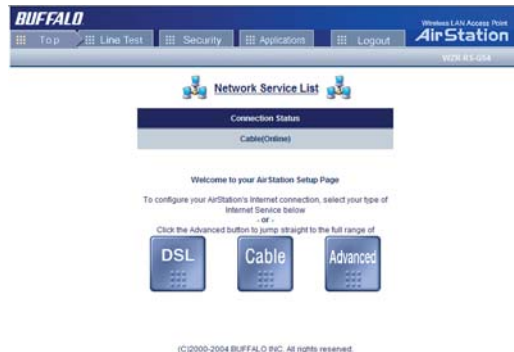 BUFFALO
Wireless LAN Access Point
AirStation
Top
Line Test
Security
Applications
Logout
WZR-RS-G54
Network Service List
Connection Status
Cable(Online)
Welcome to your AirStation Setup Page
To configure your AirStation's Internet connection, select your type of
Internet Service below
- or -
Click the Advanced button to jump straight to the full range of
DSL
Cable
Advanced
(C)2000-2004 BUFFALO INC. All rights reserved.